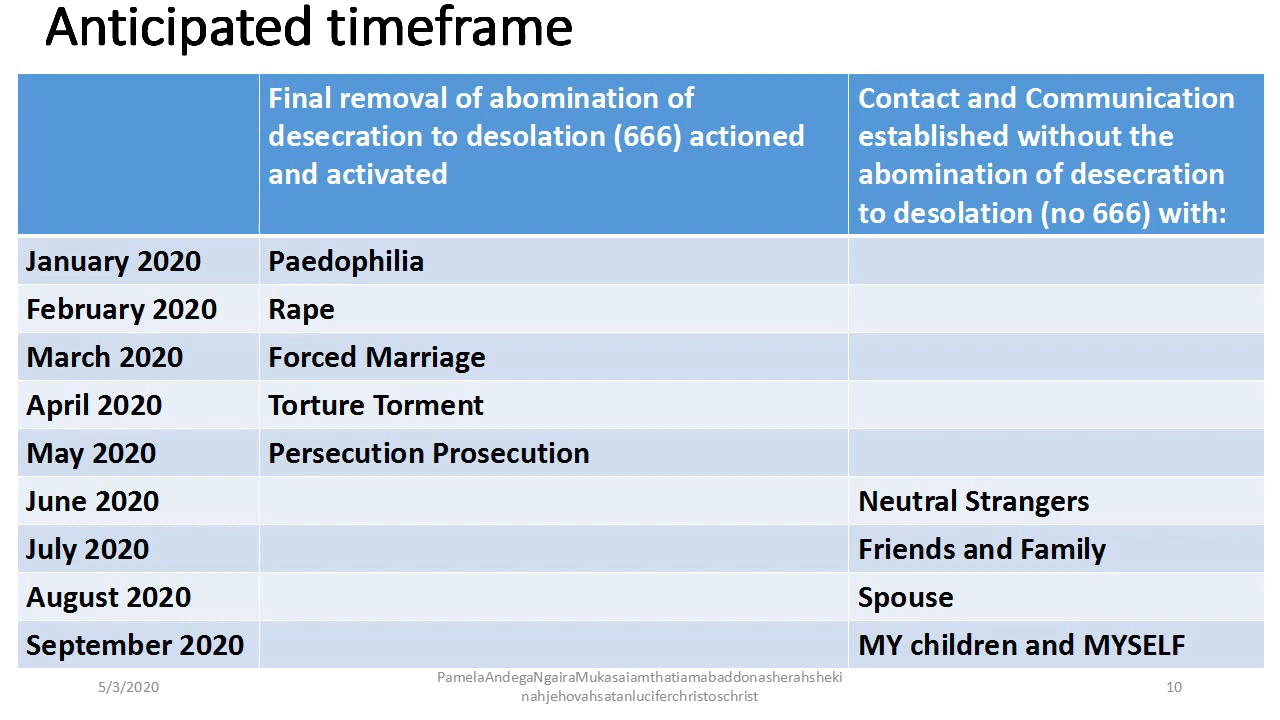 Anticipated timeframe
Final removal of abomination of
desecration to desolation (666) actioned
and activated
Contact and Communication
established without the
abomination of desecration
to desolation (no 666) with:
January 2020 Paedophilia
February 2020 Rape
March 2020 Forced Marriage
April 2020 Torture Torment
May 2020 Persecution Prosecution
June 2020 Neutral Strangers
July 2020 Friends and Family
August 2020 Spouse
September 2020 MY children and MYSELF
5/3/2020
PamelaAndegaNgairaMukasaiamthatiamabaddonasherahsheki
nahjehovahsatanluciferchristoschrist
10